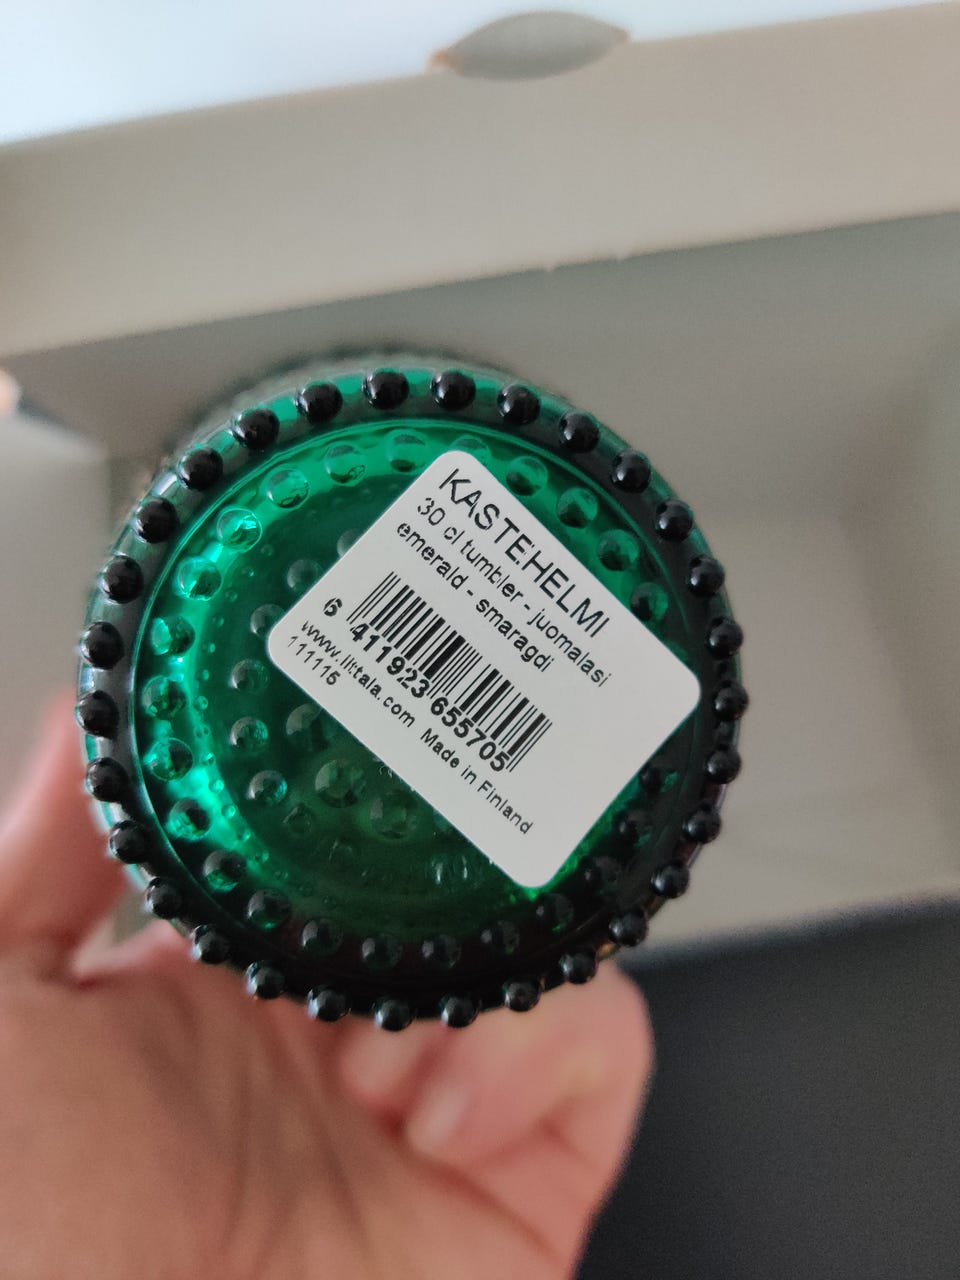 KASTEHELMI
30 cl tumbler - juomalasi
emerald - smaragdi
6 411923 655705
www.iittala.com Made in Finland
111115